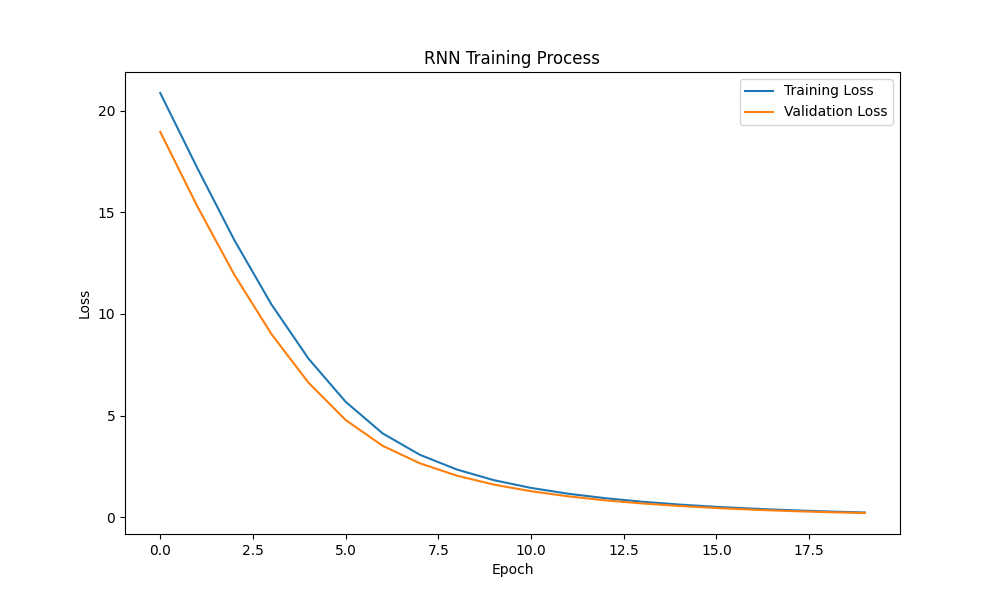 RNN Training Process
Training Loss
Validation Loss
Loss
20
15
10
5
0
0.0 2.5 5.0 7.5 10.0 12.5 15.0 17.5
Epoch